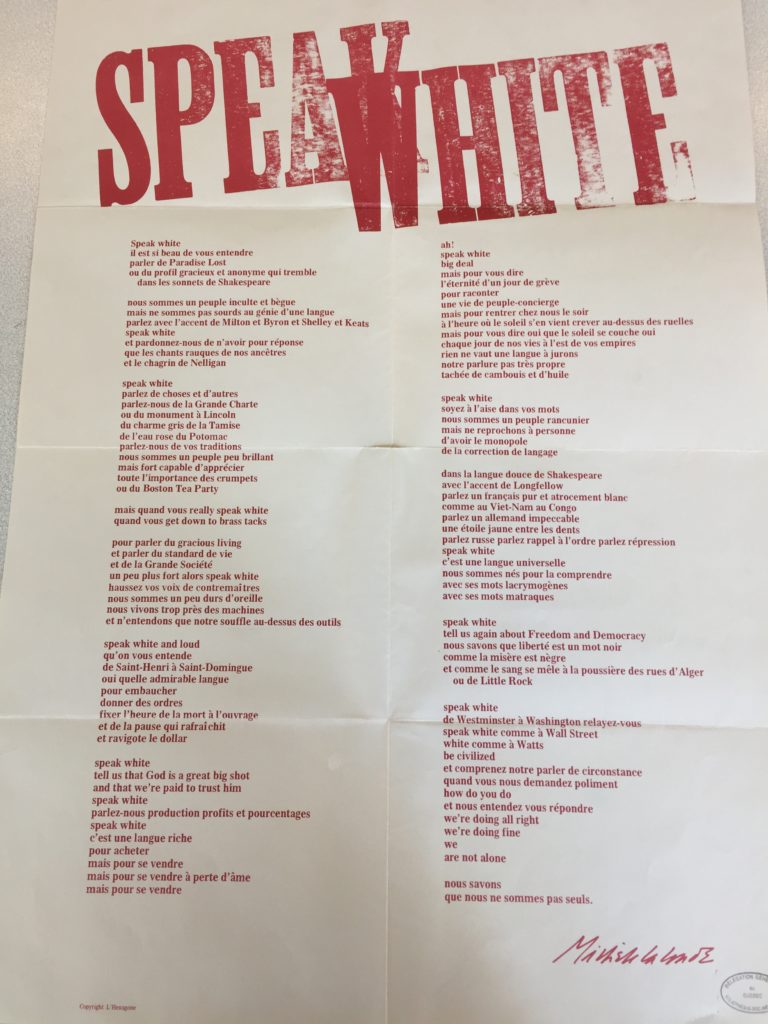 SPEAK WHITE
Speak white
il est si beau de vous entendre
parler de Paradise Lost
ou du profil gracieux et anonyme qui tremble
dans les sonnets de Shakespeare
nous sommes un peuple inculte et bègue
mais ne sommes pas sourds au génie d'une langue
parlez avec l'accent de Milton et Byron et Shelley et Keats
speak white
et pardonnez-nous de n'avoir pour réponse
que les chants rauques de nos ancêtres
et le chagrin de Nelligan
speak white
parlez de choses et d'autres
parlez-nous de la Grande Charte
ou du monument à Lincoln
du charme gris de la Tamise
de l'eau rose du Potomac
parlez-nous de vos traditions
nous sommes un peuple peu brillant
mais fort capable d'apprécier
toute l'importance des crumpets
ou du Boston Tea Party
mais quand vous really speak white
quand vous get down to brass tacks
pour parler du gracious living
et parler du standard de vie
et de la Grande Société
un peu plus fort alors speak white
haussez vos voix de contremaîtres
nous sommes un peu durs d'oreille
nous vivons trop près des machines
et n'entendons que notre souffle au-dessus des outils
speak white and loud
qu'on vous entende
de Saint-Henri à Saint-Domingue
oui quelle admirable langue
pour embaucher
donner des ordres
fixer l'heure de la mort à l'ouvrage
et de la pause qui rafraîchit
et ravigote le dollar
speak white
tell us that God is a great big shot
and that we're paid to trust him
speak white
parlez-nous production profits et pourcentages
speak white
c'est une langue riche
pour acheter
mais pour se vendre
mais pour se vendre à perte d'âme
mais pour se vendre
ah!
speak white
big deal
mais pour vous dire
l'éternité d'un jour de grève
pour raconter
une vie de peuple-concierge
mais pour rentrer chez nous le soir
à l'heure où le soleil s'en vient crever au-dessus des ruelles
mais pour vous dire oui que le soleil se couche oui
chaque jour de nos vies à l'est de vos empires
rien ne vaut une langue à jurons
notre parlure pas très propre
tachée de cambouis et d'huile
speak white
soyez à l'aise dans vos mots
nous sommes un peuple rancunier
mais ne reprochons à personne
d'avoir le monopole
de la correction de langage
dans la langue douce de Shakespeare
avec l'accent de Longfellow
parlez un français pur et atrocement blanc
comme au Viet-Nam au Congo
parlez un allemand impeccable
une étoile jaune entre les dents
parlez russe parlez rappel à l'ordre parlez répression
speak white
c'est une langue universelle
nous sommes nés pour la comprendre
avec ses mots lacrymogènes
avec ses mots matraques
speak white
tell us again about Freedom and Democracy
nous savons que liberté est un mot noir
comme la misère est nègre
et comme le sang se mêle à la poussière des rues d'Alger
ou de Little Rock
speak white
de Westminster à Washington relayez-vous
speak white comme à Wall Street
white comme à Watts
be civilized
et comprenez notre parler de circonstance
quand vous nous demandez poliment
how do you do
et nous entendez vous répondre
we're doing all right
we're doing fine
we
are not alone
nous savons
que nous ne sommes pas seuls.
Michèle Lalonde
Copyright L'Hexagone